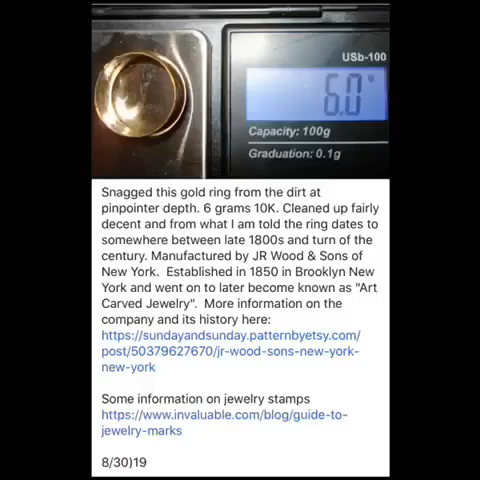 USb-100
6.0 g
Capacity: 100g
Graduation: 0.1g
Snagged this gold ring from the dirt at
pinpointer depth. 6 grams 10K. Cleaned up fairly
decent and from what I am told the ring dates to
somewhere between late 1800s and turn of the
century. Manufactured by JR Wood & Sons of
New York.  Established in 1850 in Brooklyn New
York and went on to later become known as "Art
Carved Jewelry".  More information on the
company and its history here:
https://sundayandsunday.patternbyetsy.com/
post/50379627670/jr-wood-sons-new-york-
new-york
Some information on jewelry stamps
https://www.invaluable.com/blog/guide-to-
jewelry-marks
8/30)19